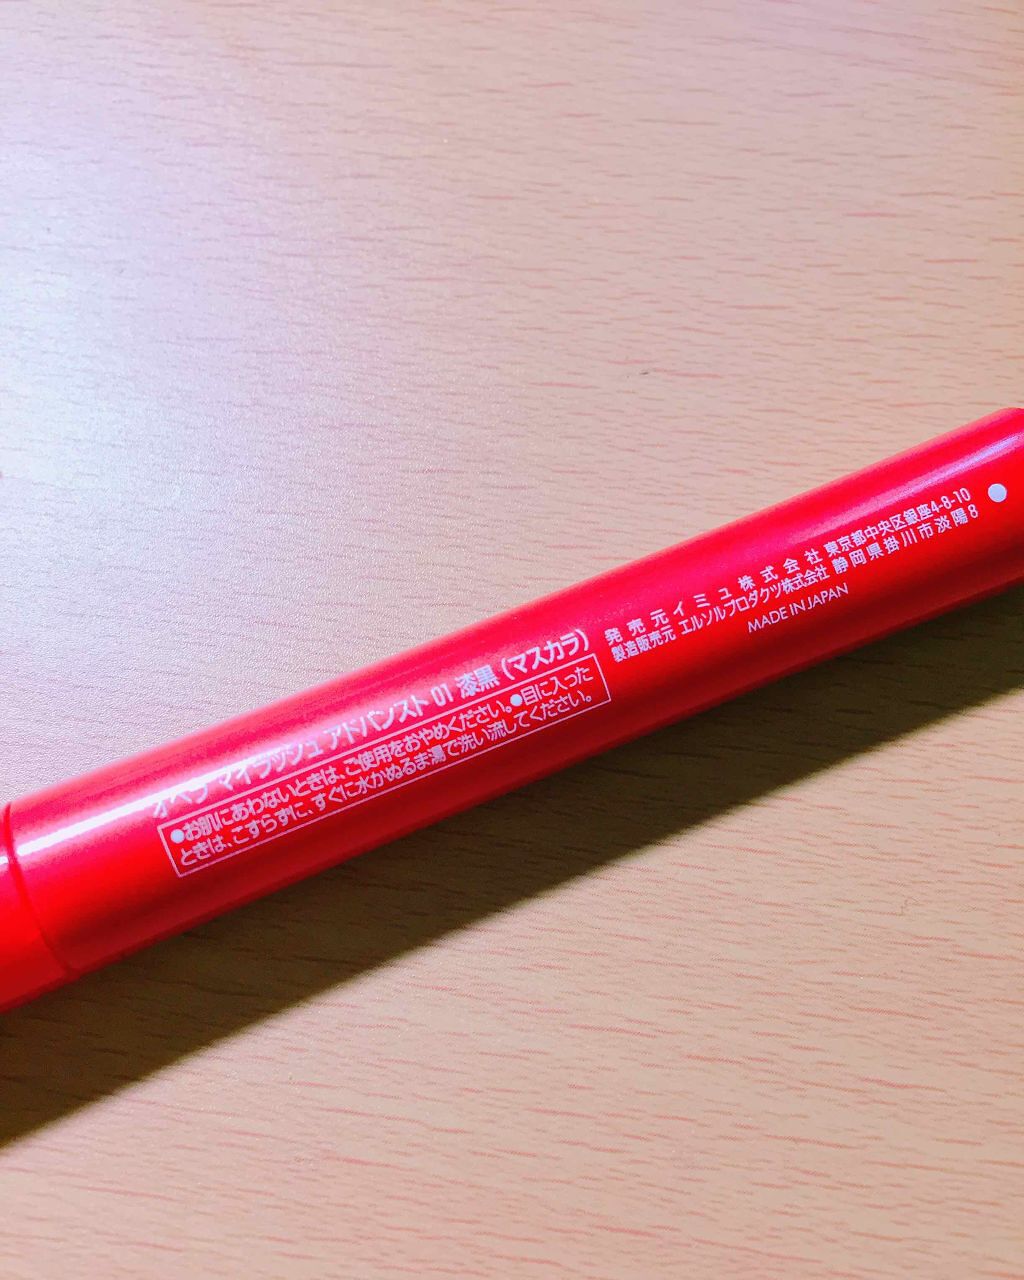 オペラ マイラッシュ アドバンスト 01 漆黒 (マスカラ)
●お肌にあわないときは、ご使用をおやめください。●目に入った
ときは、こすらずに、すぐに水かぬるま湯で洗い流してください。
発売元 イミュ株式会社 東京都中央区銀座4-8-10
製造販売元 エルソルプロダクツ株式会社 静岡県掛川市淡陽8
MADE IN JAPAN